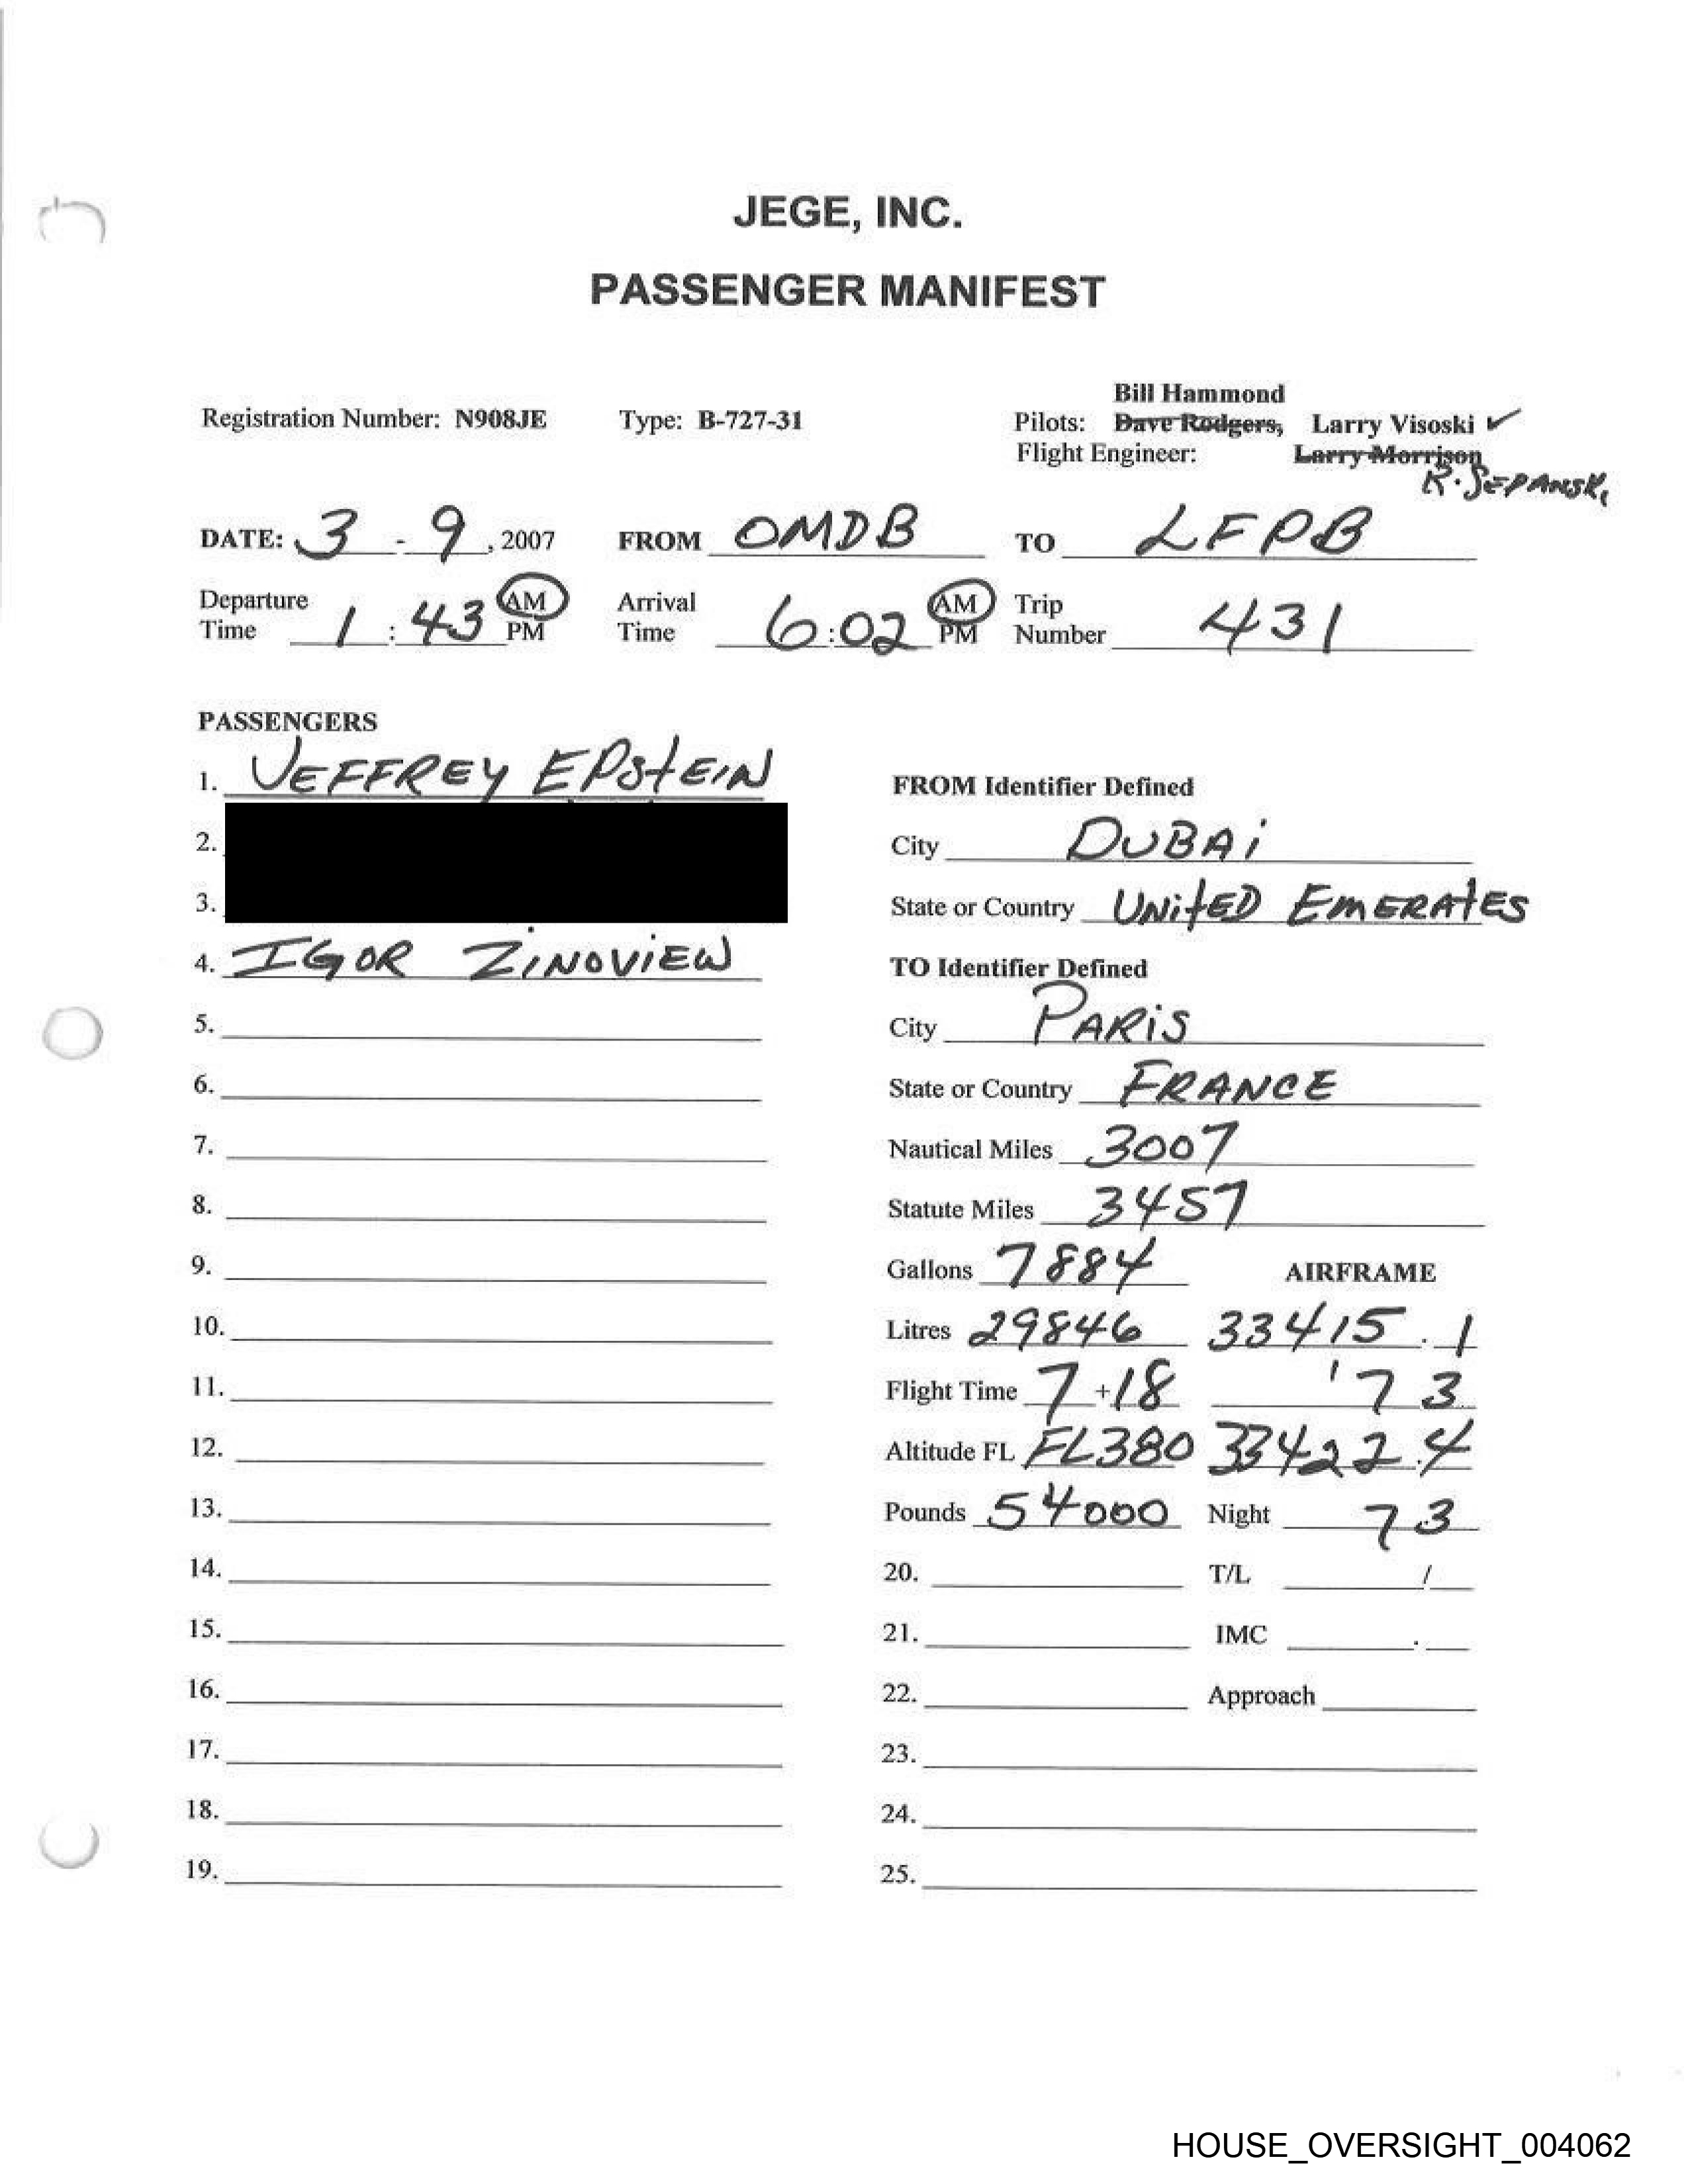 JEGE, INC.
PASSENGER MANIFEST
Bill Hammond
Registration Number: N908JE Type: B-727-31 Pilots: Dave Rodgers, Larry Visoski ✓
Flight Engineer: Larry Morrison
R. SEPANSKI
DATE: 3 - 9, 2007 FROM OMDB TO LFPB
Departure Time 1:43 AM PM Arrival Time 6:02 AM PM Trip Number 431
PASSENGERS
1. JEFFREY EPStEIN
FROM Identifier Defined
2.
City DUBAi
3.
State or Country UNitED EMERAtES
4. IGOR ZiNOViEW
TO Identifier Defined
5.
City PARiS
6.
State or Country FRANCE
7.
Nautical Miles 3007
8.
Statute Miles 3457
9.
Gallons 7884 AIRFRAME
10.
Litres 29846 33415.1
11.
Flight Time 7+18 '73
12.
Altitude FL FL380 33422.4
13.
Pounds 54000 Night 7.3
14.
20. T/L /
15.
21. IMC .
16.
22. Approach
17.
23.
18.
24.
19.
25.
HOUSE_OVERSIGHT_004062